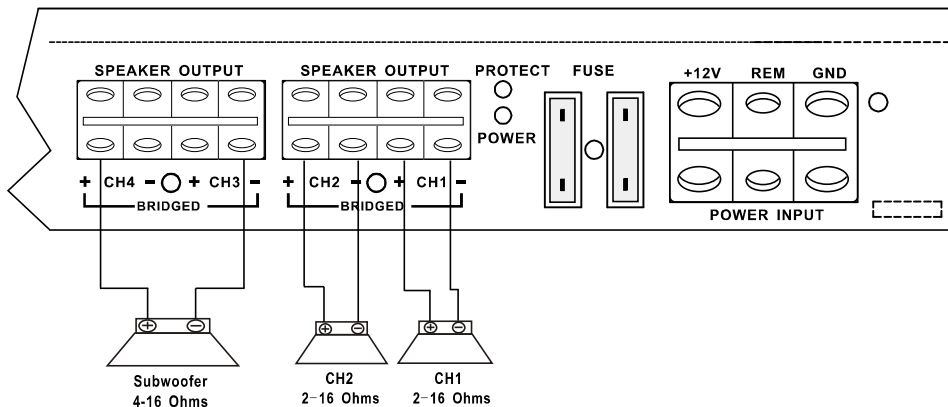 SPEAKER OUTPUT
SPEAKER OUTPUT
PROTECT
FUSE
+12V REM GND
POWER
+ CH4 - + CH3 -
BRIDGED
+ CH2 - + CH1 -
BRIDGED
POWER INPUT
+ -
+ -
+ -
Subwoofer
4-16 Ohms
CH2
2-16 Ohms
CH1
2-16 Ohms